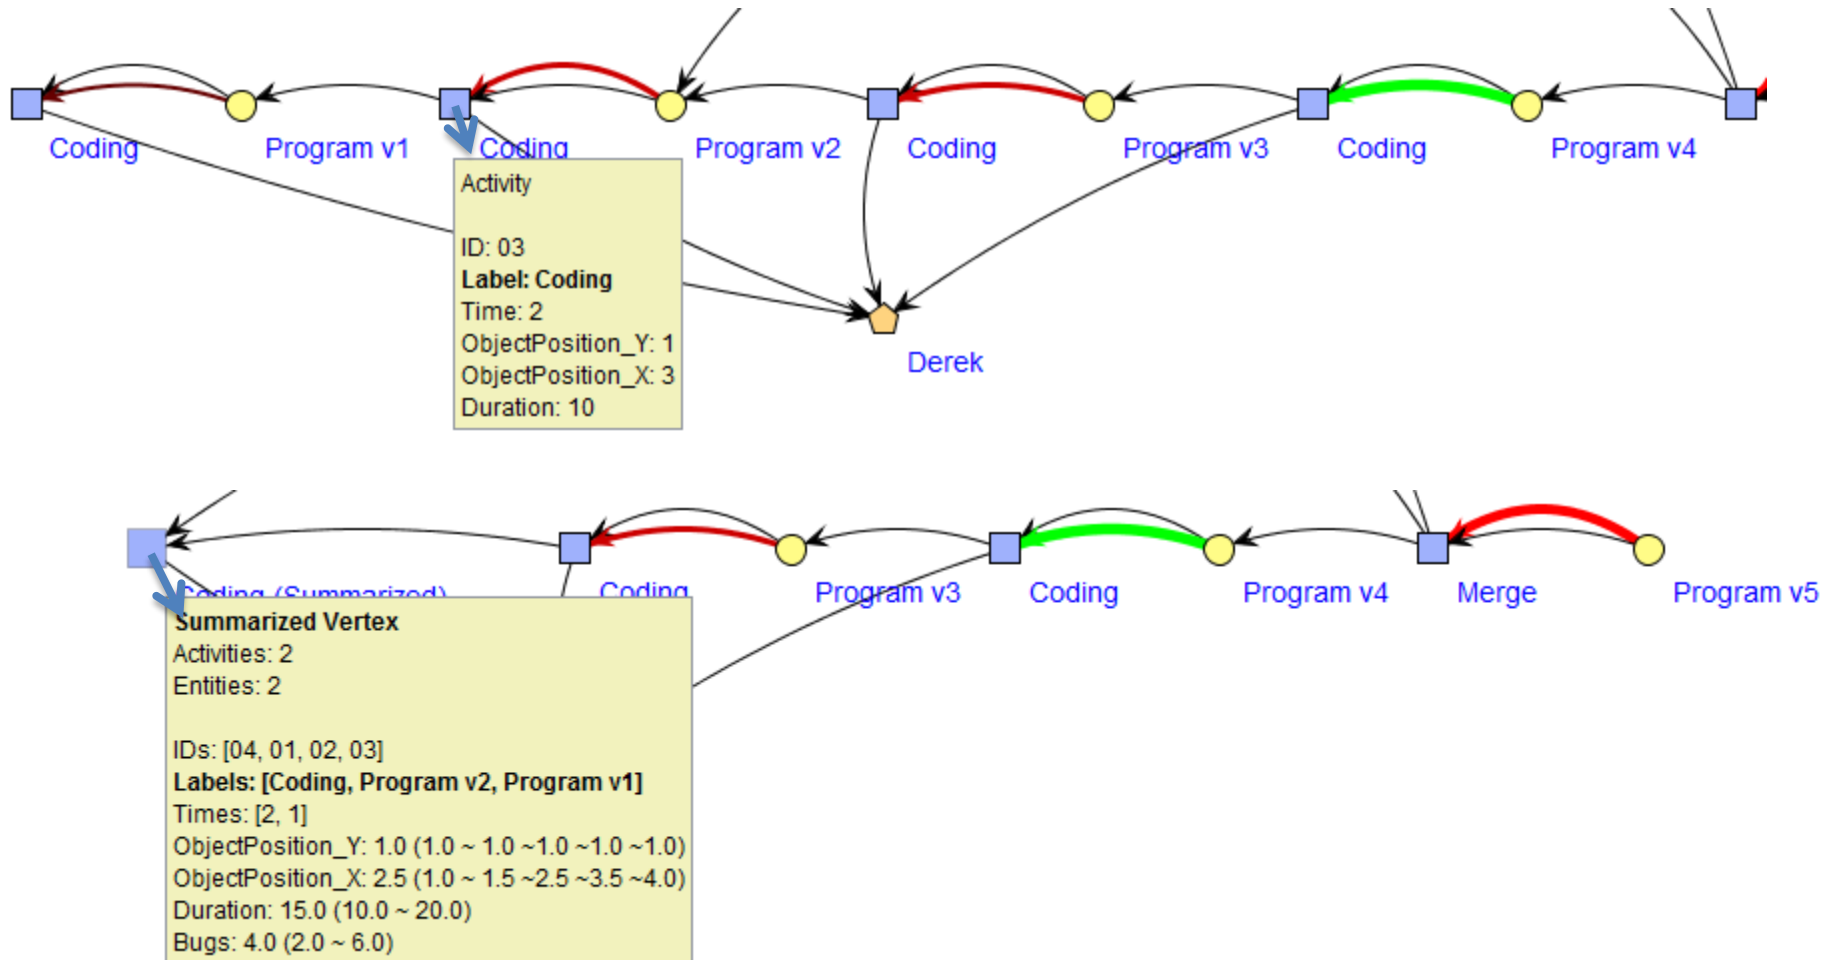 Coding
Program v1
Coding
Program v2
Coding
Program v3
Coding
Program v4
Activity
ID: 03
Label: Coding
Time: 2
ObjectPosition_Y: 1
ObjectPosition_X: 3
Duration: 10
Derek
Coding (Summarized)
Coding
Program v3
Coding
Program v4
Merge
Program v5
Summarized Vertex
Activities: 2
Entities: 2
IDs: [04, 01, 02, 03]
Labels: [Coding, Program v2, Program v1]
Times: [2, 1]
ObjectPosition_Y: 1.0 (1.0 ~ 1.0 ~1.0 ~1.0 ~1.0)
ObjectPosition_X: 2.5 (1.0 ~ 1.5 ~2.5 ~3.5 ~4.0)
Duration: 15.0 (10.0 ~ 20.0)
Bugs: 4.0 (2.0 ~ 6.0)